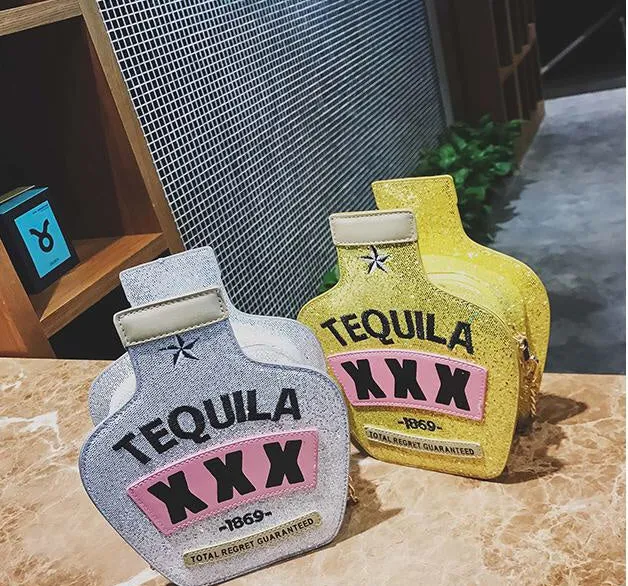 TEQUILA
XXX
-1869-
TOTAL REGRET GUARANTEED
TEQUILA
XXX
-1869-
TOTAL REGRET GUARANTEED